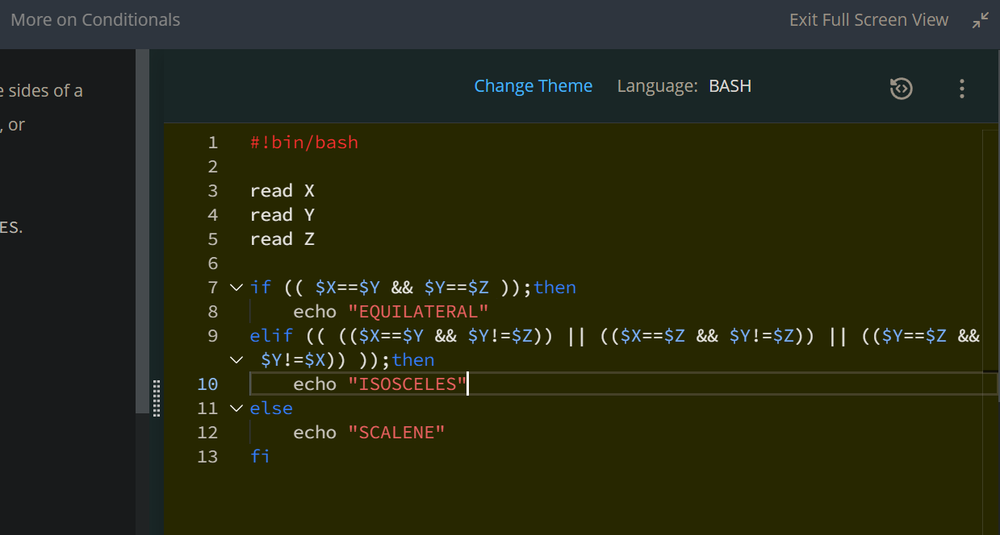 More on Conditionals
Exit Full Screen View
e sides of a
, or
ES.
Change Theme
Language: BASH
1 #!bin/bash
2
3 read X
4 read Y
5 read Z
6
7 if (( $X==$Y && $Y==$Z ));then
8 echo "EQUILATERAL"
9 elif (( (($X==$Y && $Y!=$Z)) || (($X==$Z && $Y!=$Z)) || (($Y==$Z &&
$Y!=$X)) ));then
10 echo "ISOSCELES"
11 else
12 echo "SCALENE"
13 fi